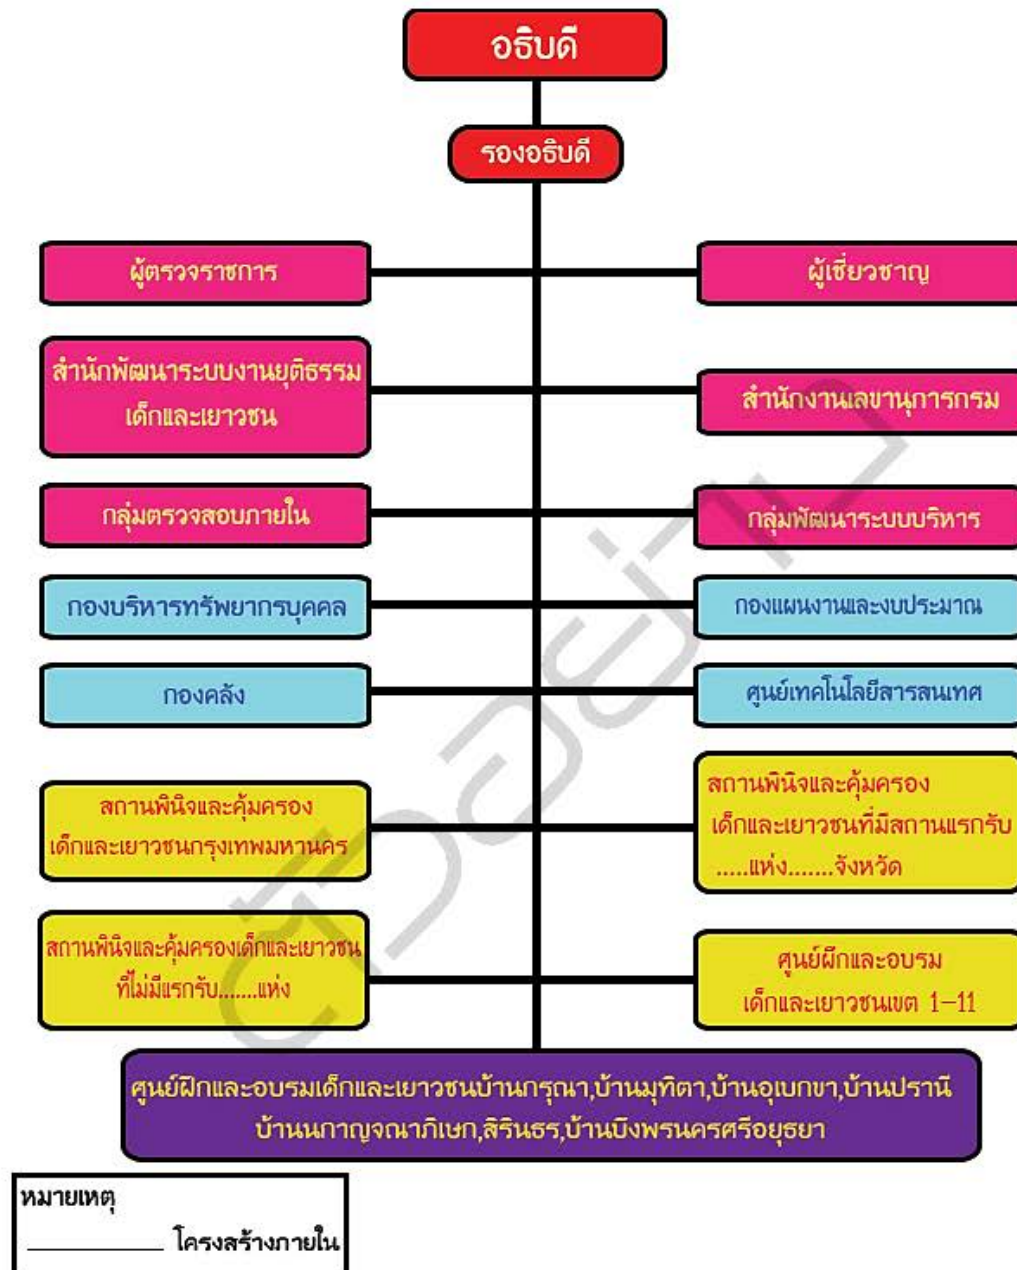 อธิบดี
รองอธิบดี
ผู้ตรวจราชการ
ผู้เชี่ยวชาญ
สำนักพัฒนาระบบงานยุติธรรม
เด็กและเยาวชน
สำนักงานเลขานุการกรม
กลุ่มตรวจสอบภายใน
กลุ่มพัฒนาระบบบริหาร
กองบริหารทรัพยากรบุคคล
กองแผนงานและงบประมาณ
กองคลัง
ศูนย์เทคโนโลยีสารสนเทศ
สถานพินิจและคุ้มครอง
เด็กและเยาวชนกรุงเทพมหานคร
สถานพินิจและคุ้มครอง
เด็กและเยาวชนที่มีสถานแรกรับ
.....แห่ง.......จังหวัด
สถานพินิจและคุ้มครองเด็กและเยาวชน
ที่ไม่มีแรกรับ.......แห่ง
ศูนย์ฝึกและอบรม
เด็กและเยาวชนเขต 1-11
ศูนย์ฝึกและอบรมเด็กและเยาวชนบ้านกรุณา,บ้านมุทิตา,บ้านอุเบกขา,บ้านปรานี
บ้านนกาญจณาภิเษก,สิรินธร,บ้านบึงพรนครศรีอยุธยา
หมายเหตุ
__________ โครงสร้างภายใน
ตัวอย่าง